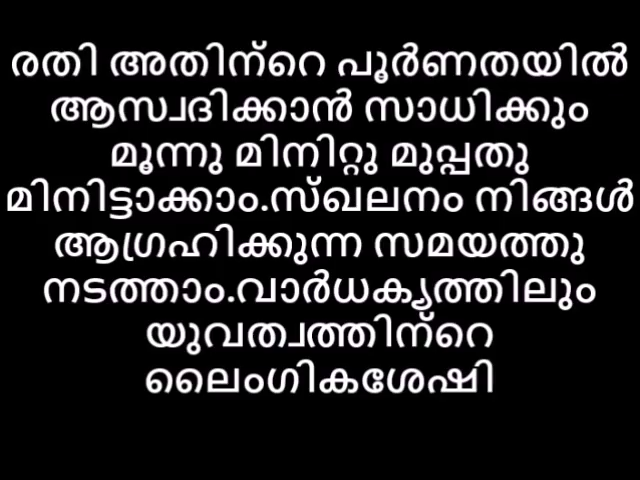 രതി അതിന്റെ പൂർണതയിൽ
ആസ്വദിക്കാൻ സാധിക്കും
മൂന്നു മിനിറ്റു മുപ്പതു
മിനിട്ടാക്കാം.സ്ഖലനം നിങ്ങൾ
ആഗ്രഹിക്കുന്ന സമയത്തു
നടത്താം.വാർധക്യത്തിലും
യുവത്വത്തിന്റെ
ലൈംഗികശേഷി